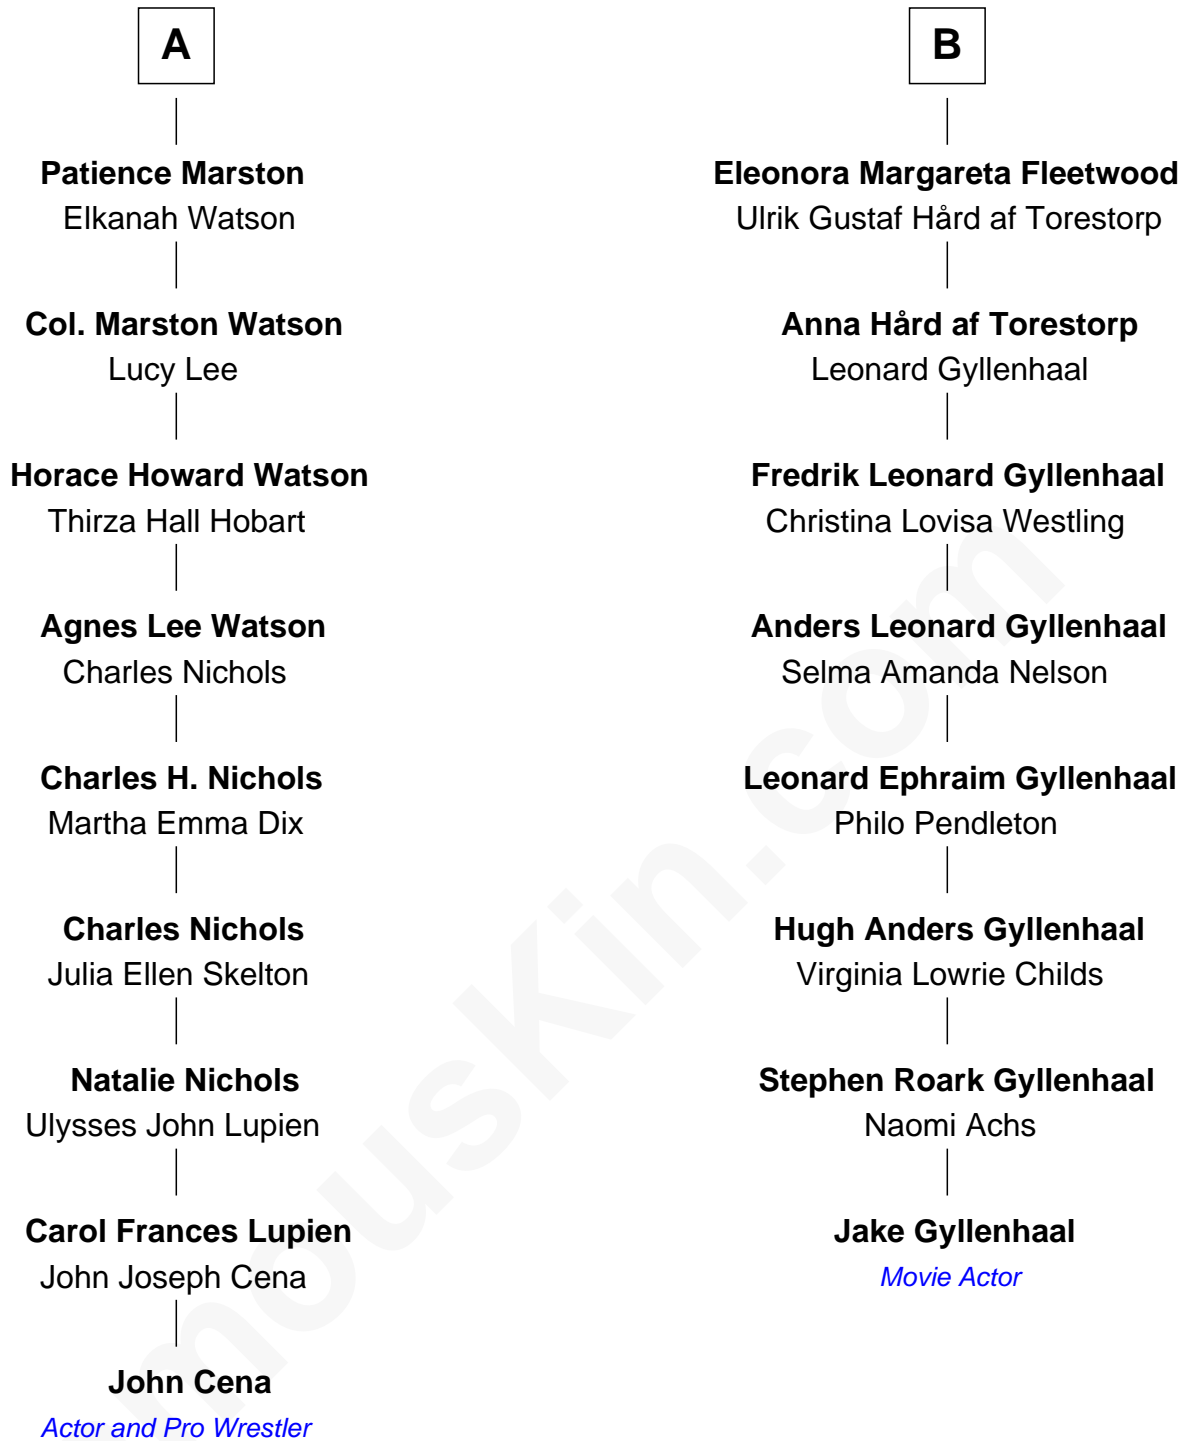 A
Patience Marston
Elkanah Watson
Col. Marston Watson
Lucy Lee
Horace Howard Watson
Thirza Hall Hobart
Agnes Lee Watson
Charles Nichols
Charles H. Nichols
Martha Emma Dix
Charles Nichols
Julia Ellen Skelton
Natalie Nichols
Ulysses John Lupien
Carol Frances Lupien
John Joseph Cena
John Cena
Actor and Pro Wrestler
B
Eleonora Margareta Fleetwood
Ulrik Gustaf Hård af Torestorp
Anna Hård af Torestorp
Leonard Gyllenhaal
Fredrik Leonard Gyllenhaal
Christina Lovisa Westling
Anders Leonard Gyllenhaal
Selma Amanda Nelson
Leonard Ephraim Gyllenhaal
Philo Pendleton
Hugh Anders Gyllenhaal
Virginia Lowrie Childs
Stephen Roark Gyllenhaal
Naomi Achs
Jake Gyllenhaal
Movie Actor
mousKin.com